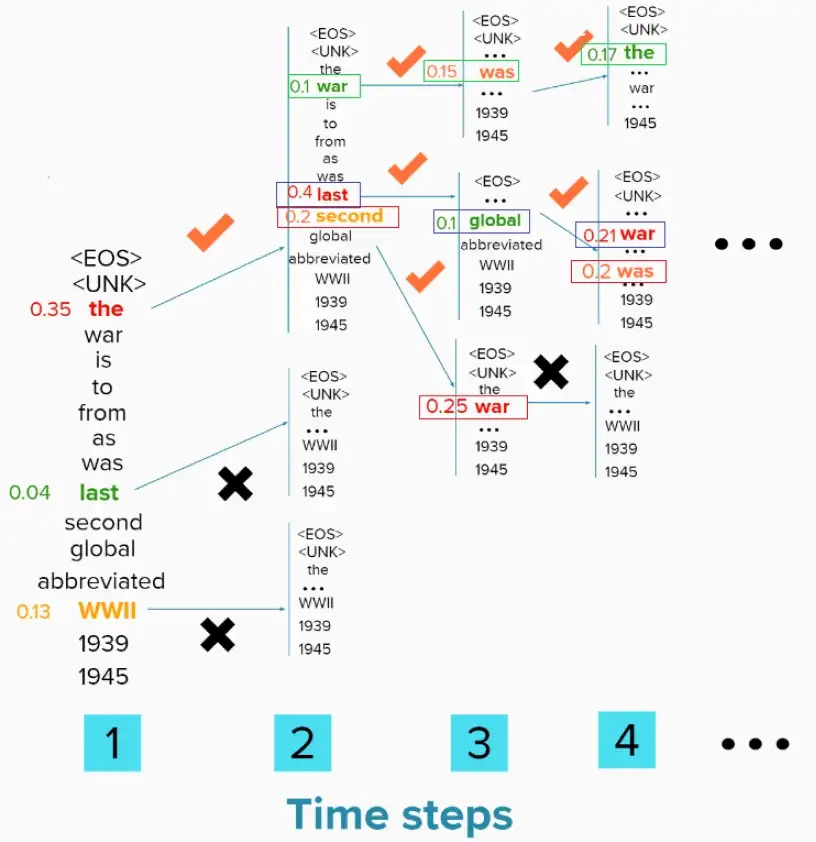 <EOS>
<UNK>
0.35 the
war
is
to
from
as
was
0.04 last
second
global
abbreviated
0.13 WWII
1939
1945
<EOS>
<UNK>
the
0.1 war
is
to
from
as
was
0.4 last
0.2 second
global
abbreviated
WWII
1939
1945
<EOS>
<UNK>
the
...
WWII
1939
1945
<EOS>
<UNK>
the
...
WWII
1939
1945
<EOS>
<UNK>
...
0.15 was
...
1939
1945
<EOS>
...
0.1 global
abbreviated
WWII
1939
1945
<EOS>
<UNK>
the
0.25 war
...
1939
1945
<EOS>
<UNK>
0.17 the
...
war
...
1945
<EOS>
<UNK>
...
0.21 war
...
0.2 was
...
1939
1945
<EOS>
<UNK>
the
...
WWII
1939
1945
...
1 2 3 4 ...
Time steps